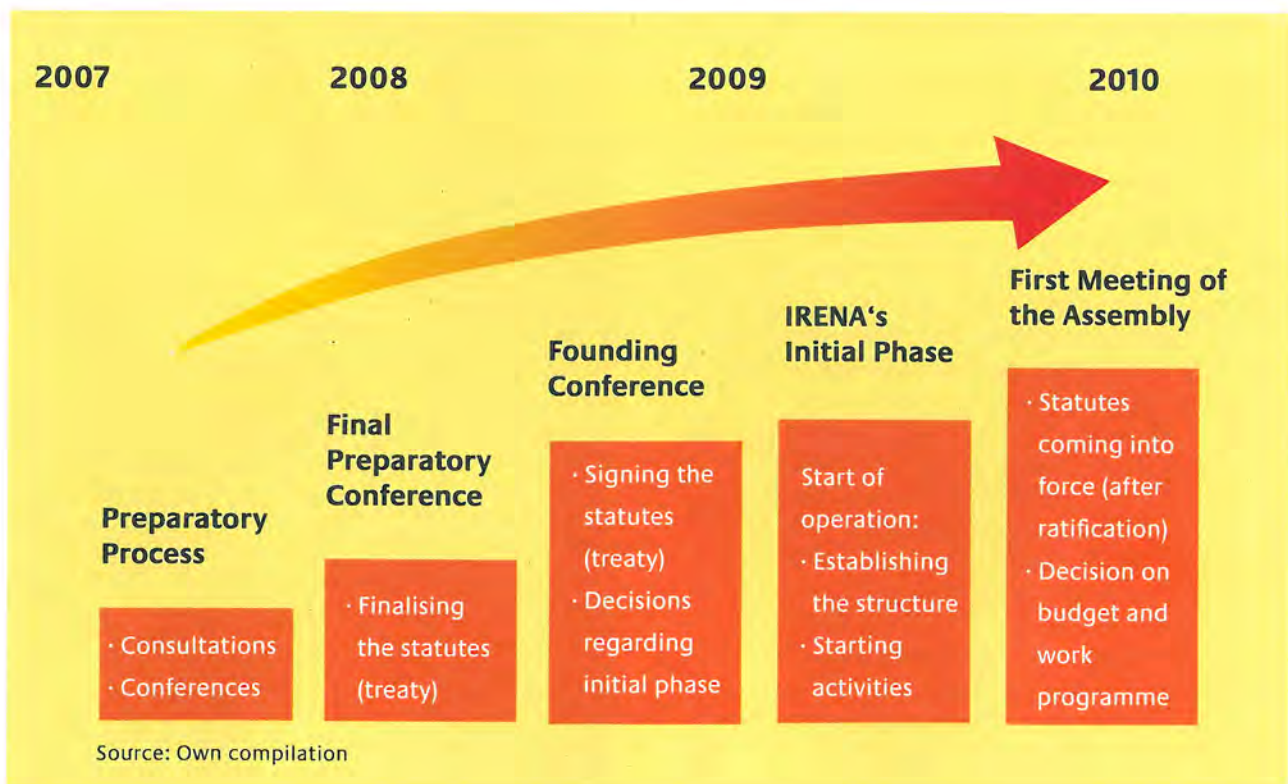 2007
2008
2009
2010
Preparatory
Process
· Consultations
· Conferences
Final
Preparatory
Conference
· Finalising
the statutes
(treaty)
Founding
Conference
· Signing the
statutes
(treaty)
· Decisions
regarding
initial phase
IRENA‘s
Initial Phase
Start of
operation:
· Establishing
the structure
· Starting
activities
First Meeting of
the Assembly
· Statutes
coming into
force (after
ratification)
· Decision on
budget and
work
programme
Source: Own compilation